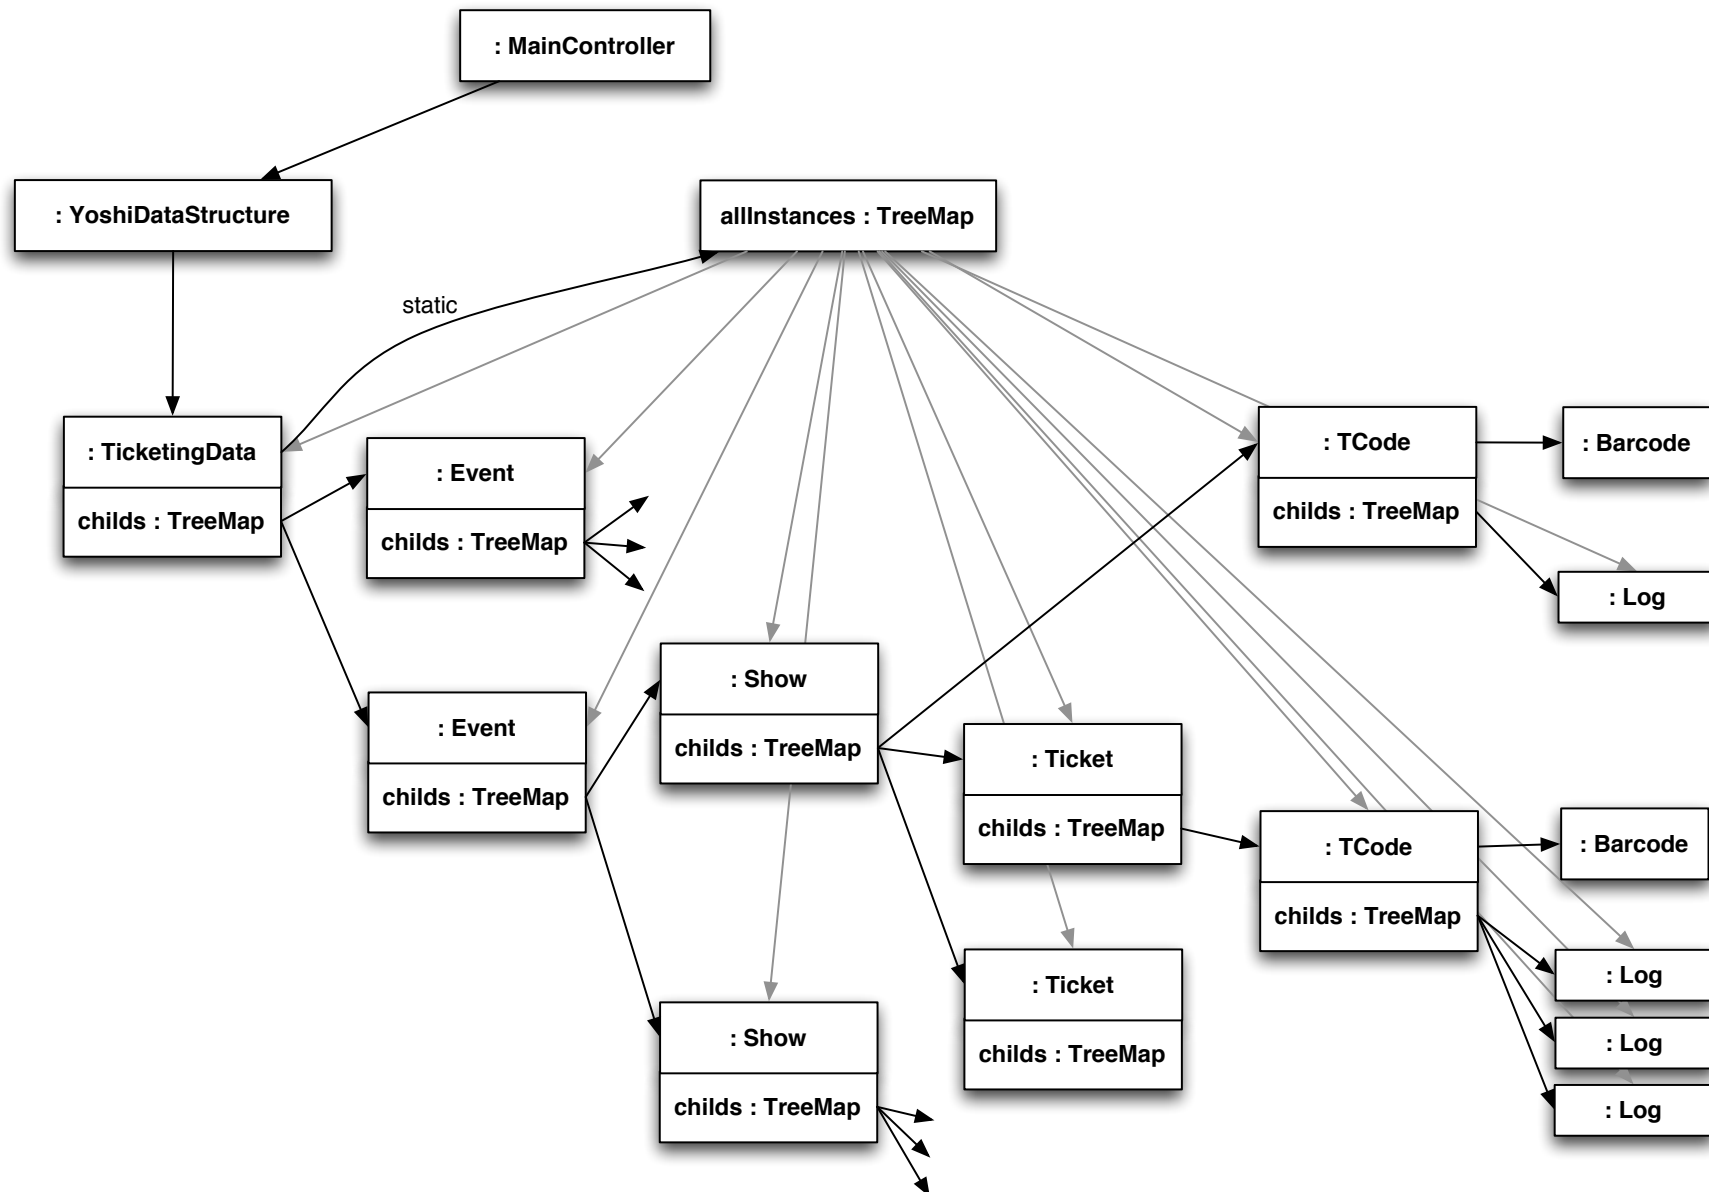 : MainController
: YoshiDataStructure
allInstances : TreeMap
static
: TicketingData
childs : TreeMap
: Event
childs : TreeMap
: TCode
childs : TreeMap
: Barcode
: Log
: Event
childs : TreeMap
: Show
childs : TreeMap
: Ticket
childs : TreeMap
: TCode
childs : TreeMap
: Barcode
: Show
childs : TreeMap
: Ticket
childs : TreeMap
: Log
: Log
: Log